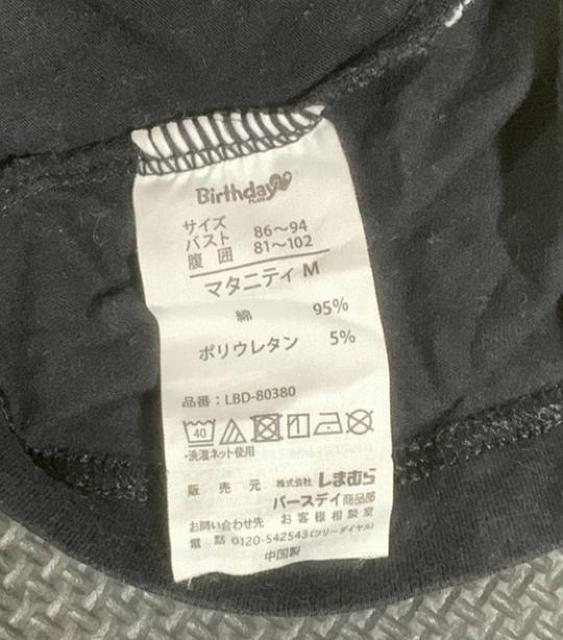 Birthday
PLUS
サイズ
バスト 86～94
腹囲 81～102
マタニティ M
綿 95%
ポリウレタン 5%
品番：LBD-80380
40
・洗濯ネット使用
販売元 株式会社 しまむら
バースデイ商品部
お問い合わせ先 お客様相談室
電話 0120-542543(フリーダイヤル)
中国製